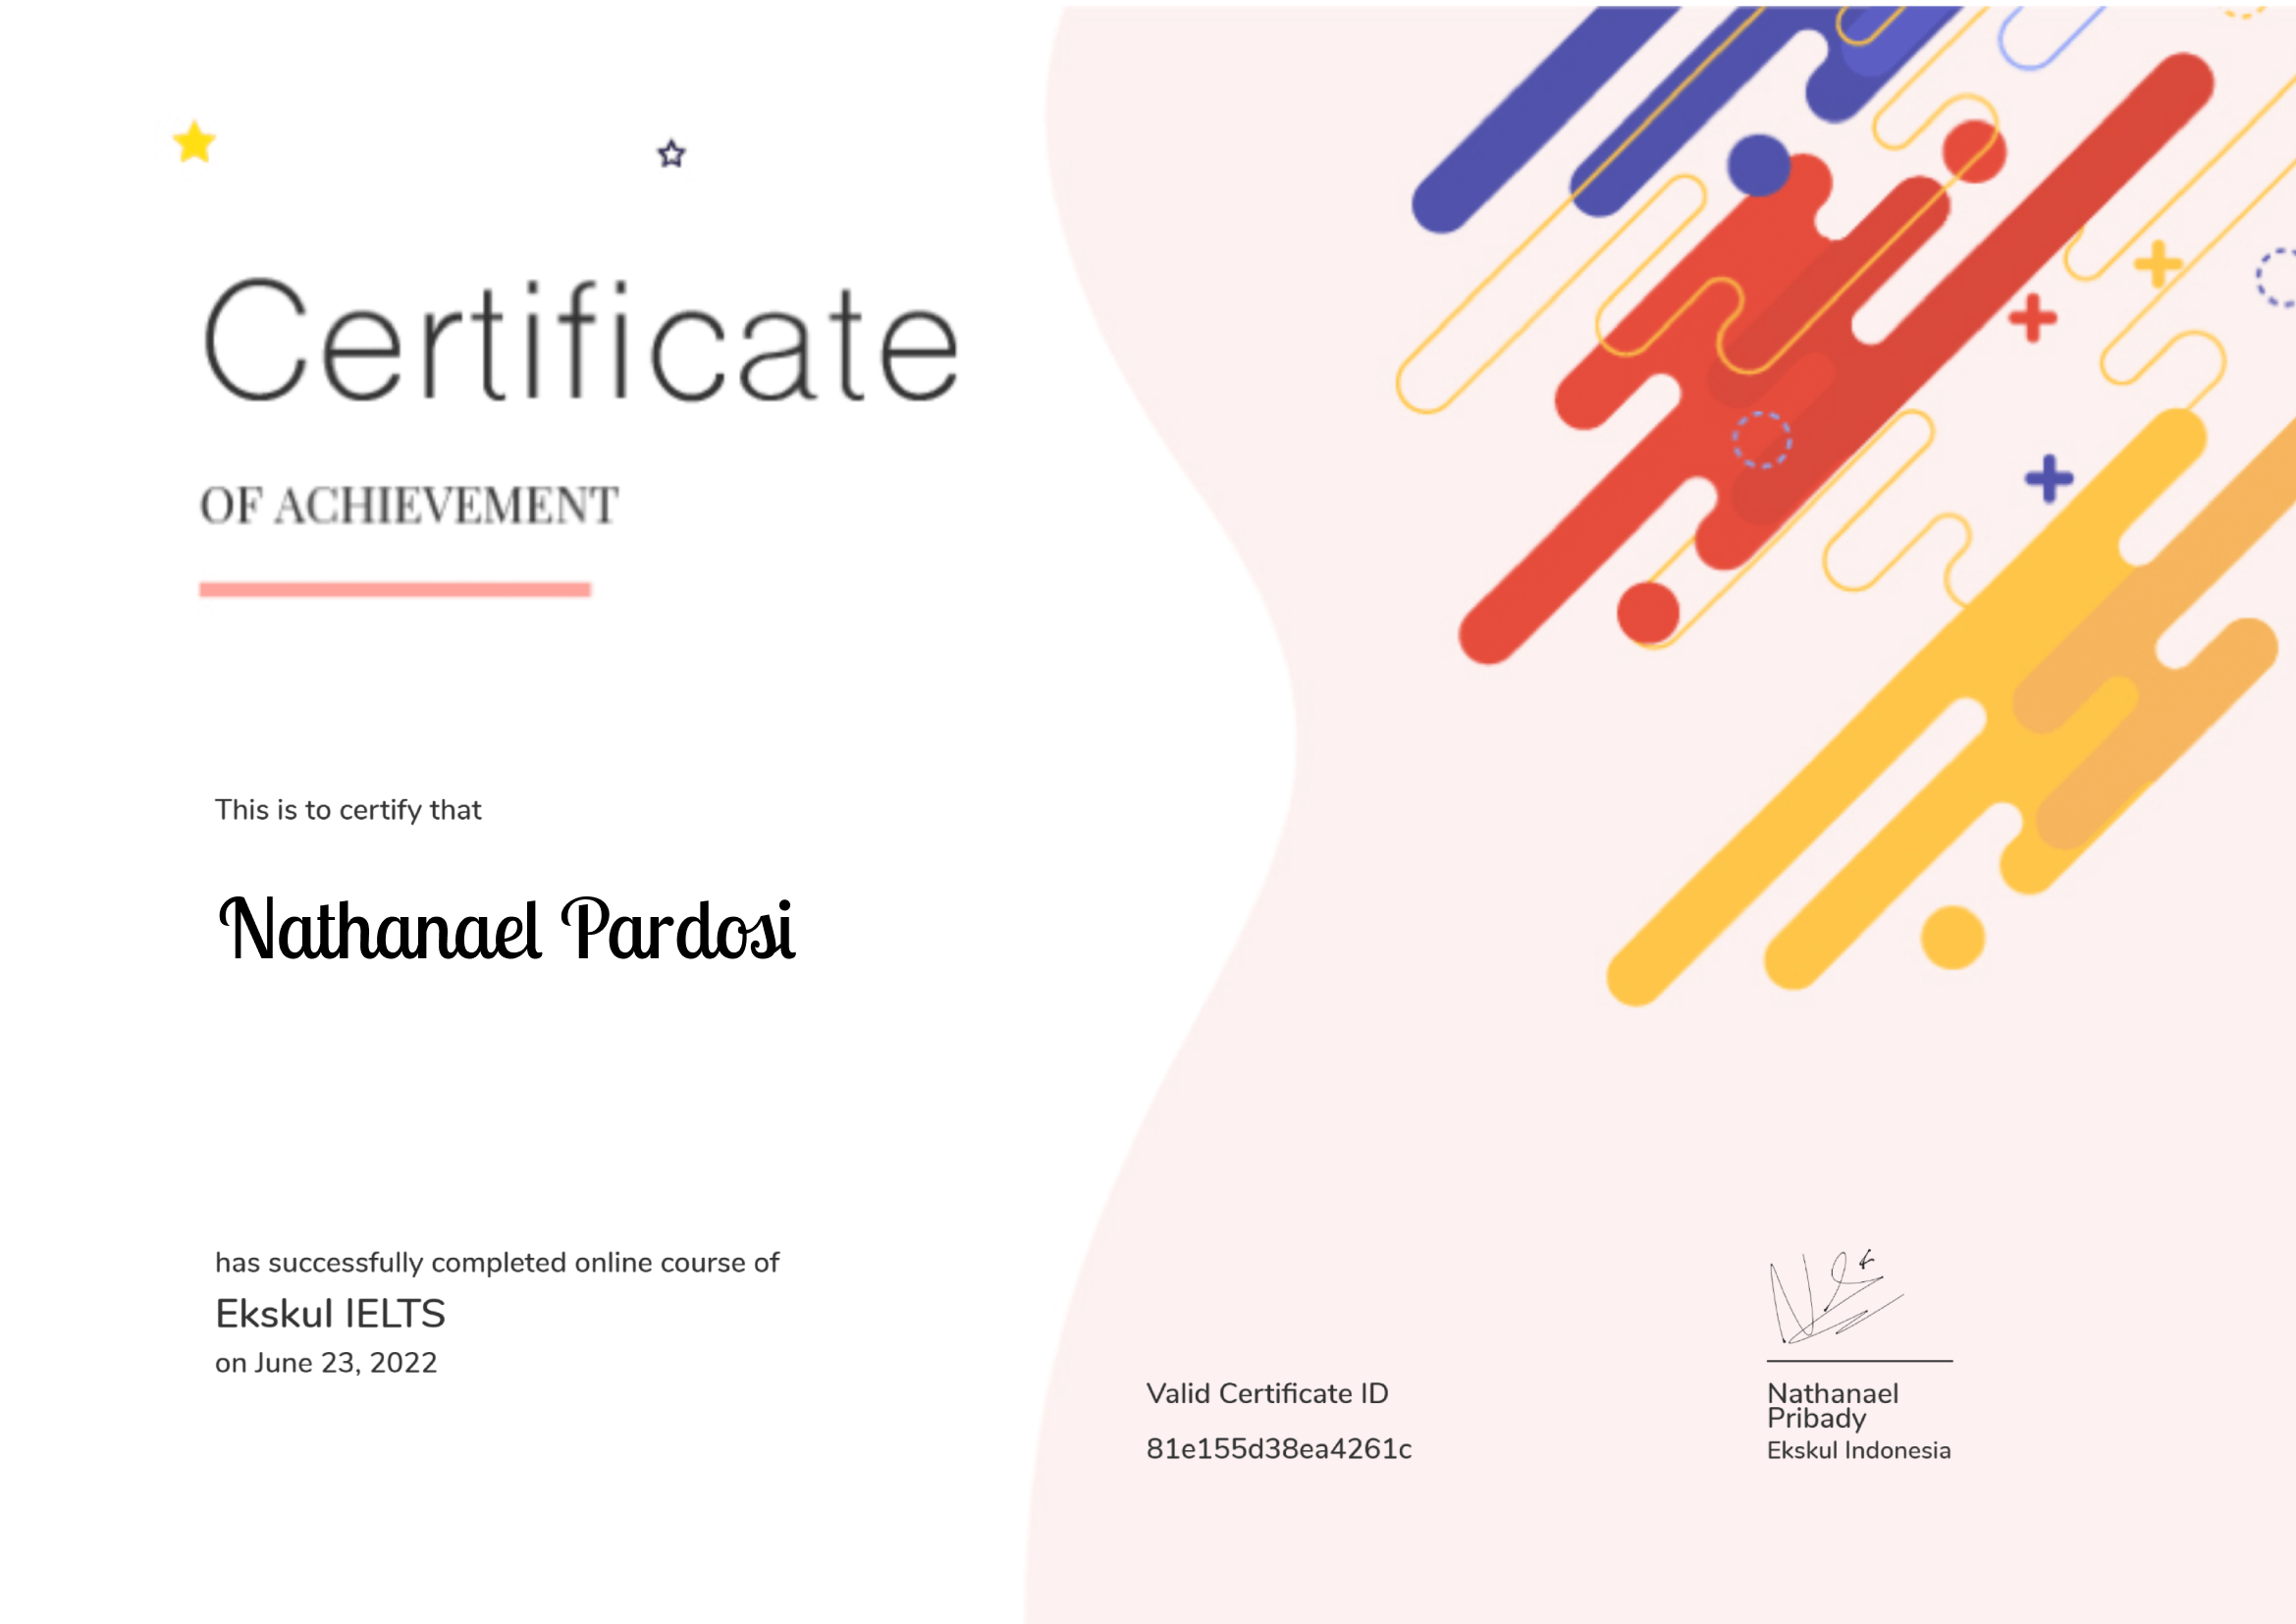 Certificate
OF ACHIEVEMENT
This is to certify that
Nathanael Pardosi
has successfully completed online course of
Ekskul IELTS
on June 23, 2022
Valid Certificate ID
81e155d38ea4261c
Nathanael
Pribady
Ekskul Indonesia